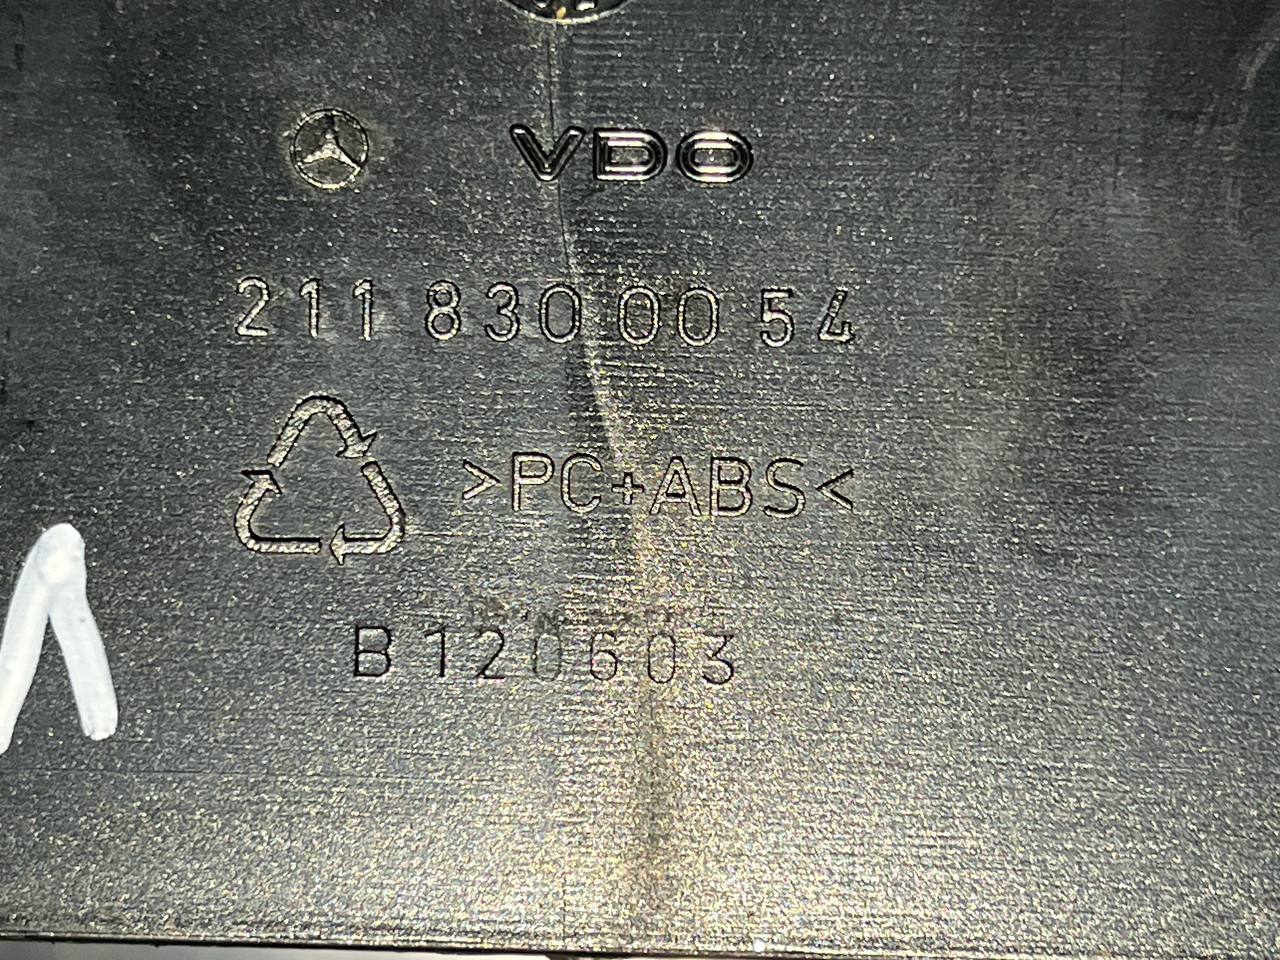 VDO
211 830 00 54
>PC+ABS<
B 120603